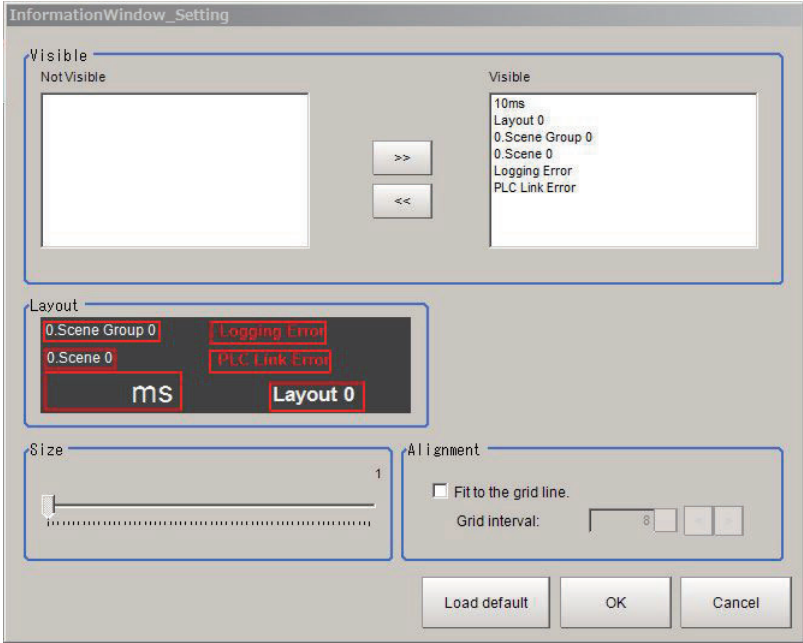 InformationWindow_Setting
Visible
Not Visible
Visible
10ms
Layout 0
0.Scene Group 0
0.Scene 0
Logging Error
PLC Link Error
>>
<<
Layout
0.Scene Group 0
Logging Error
0.Scene 0
PLC Link Error
ms
Layout 0
Size
1
Alignment
Fit to the grid line.
Grid interval:
8
Load default
OK
Cancel